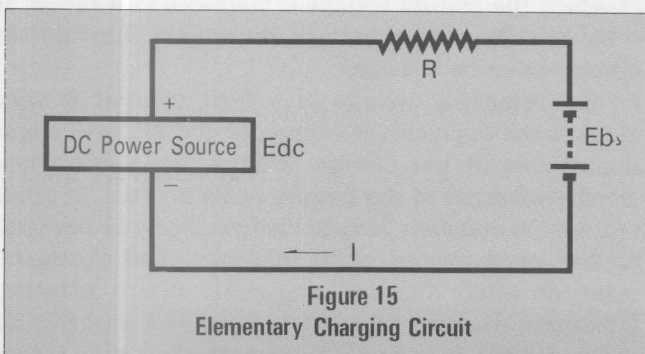 R
+
DC Power Source Edc
−
I
Figure 15
Elementary Charging Circuit